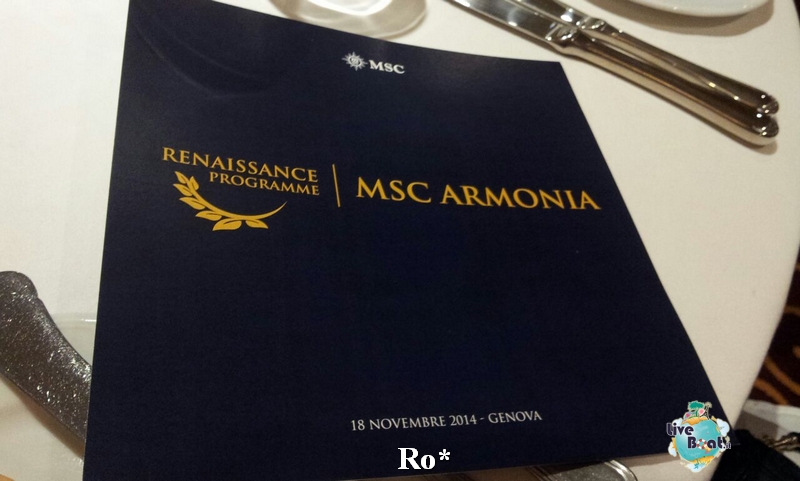 MSC
RENAISSANCE
PROGRAMME
MSC ARMONIA
18 NOVEMBRE 2014 - GENOVA
Ro*
Live
Boat